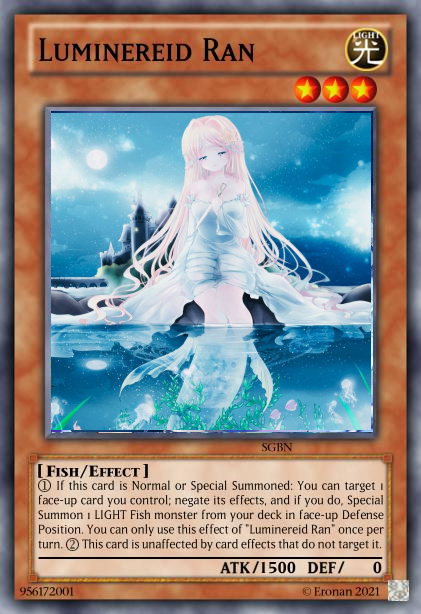 Luminereid Ran
LIGHT
光
SGBN
[ Fish/Effect ]
① If this card is Normal or Special Summoned: You can target 1
face-up card you control; negate its effects, and if you do, Special
Summon 1 LIGHT Fish monster from your deck in face-up Defense
Position. You can only use this effect of "Luminereid Ran" once per
turn. ② This card is unaffected by card effects that do not target it.
ATK/1500 DEF/ 0
956172001
© Eronan 2021